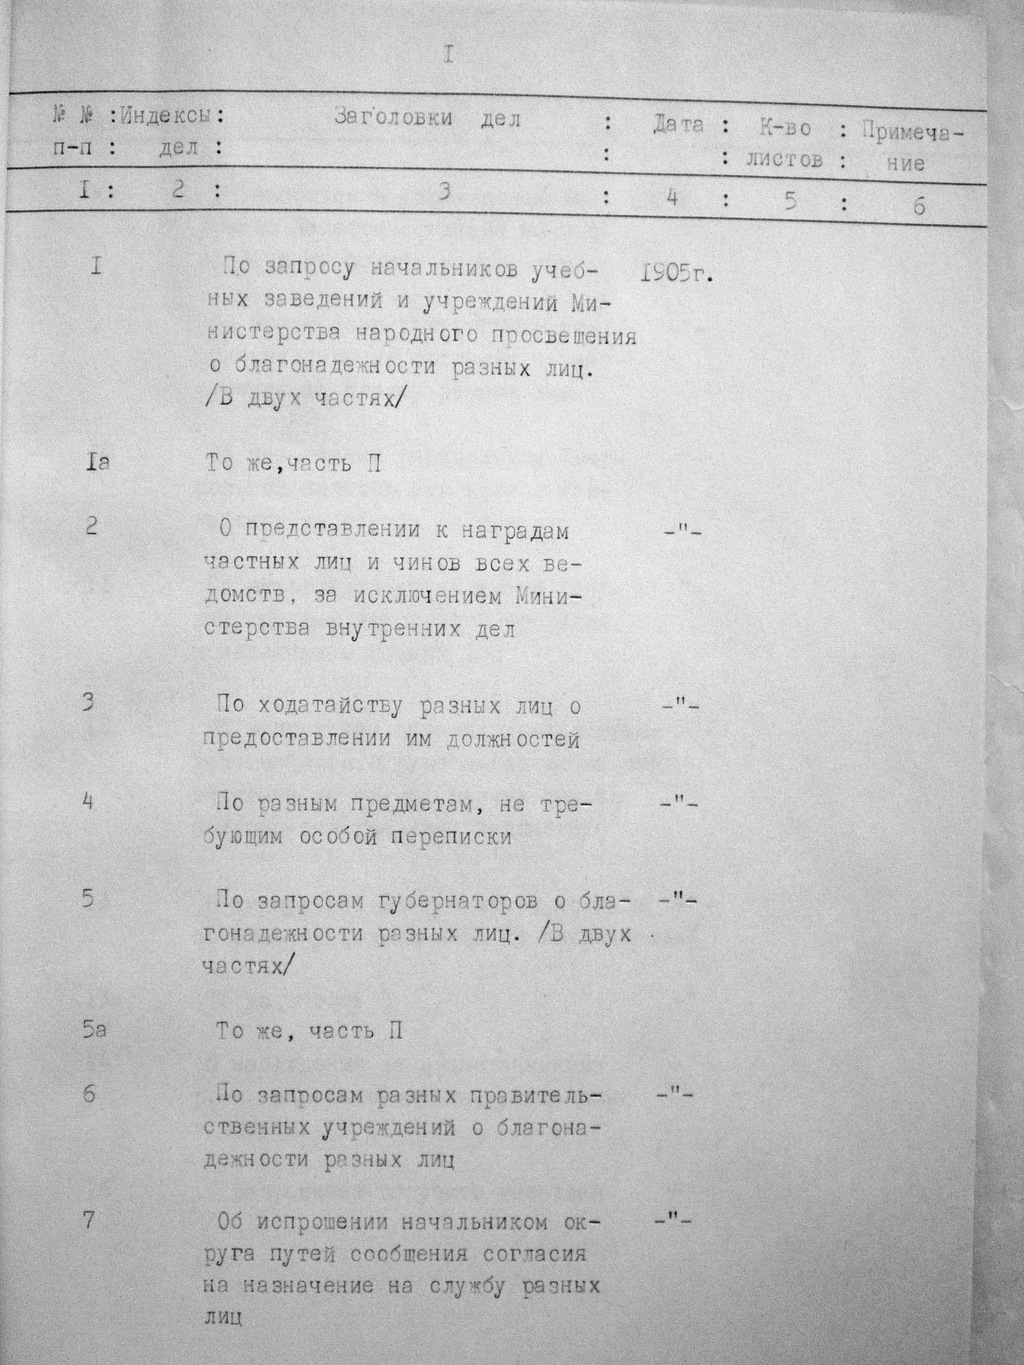 I
№ № :Индексы: Заголовки дел : Дата : К-во : Примеча-
п-п : дел : : : листов : ние
I : 2 : 3 : 4 : 5 : 6
I По запросу начальников учеб- 1905г.
ных заведений и учреждений Ми-
нистерства народного просвешения
о благонадежности разных лиц.
/В двух частях/
Iа То же,часть П
2 О представлении к наградам -"-
частных лиц и чинов всех ве-
домств, за исключением Мини-
стерства внутренних дел
3 По ходатайству разных лиц о -"-
предоставлении им должностей
4 По разным предметам, не тре- -"-
бующим особой переписки
5 По запросам губернаторов о бла- -"-
гонадежности разных лиц. /В двух
частях/
5а То же, часть П
6 По запросам разных правитель- -"-
ственных учреждений о благона-
дежности разных лиц
7 Об испрошении начальником ок- -"-
руга путей сообщения согласия
на назначение на службу разных
лиц